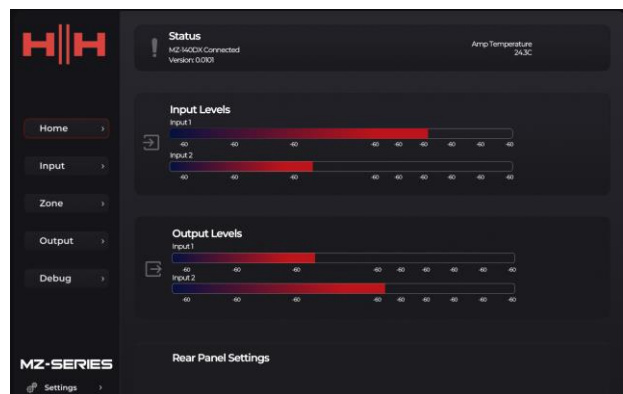 H||H
Home
Input
Zone
Output
Debug
MZ-SERIES
Settings
Status
MZ-140DX Connected
Version: 0.0101
Amp Temperature
24.3C
Input Levels
Input 1
-60 -60 -60 -60 -60 -60 -60 -60 -60
Input 2
-60 -60 -60 -60 -60 -60 -60 -60 -60
Output Levels
Input 1
-60 -60 -60 -60 -60 -60 -60 -60 -60
Input 2
-60 -60 -60 -60 -60 -60 -60 -60 -60
Rear Panel Settings